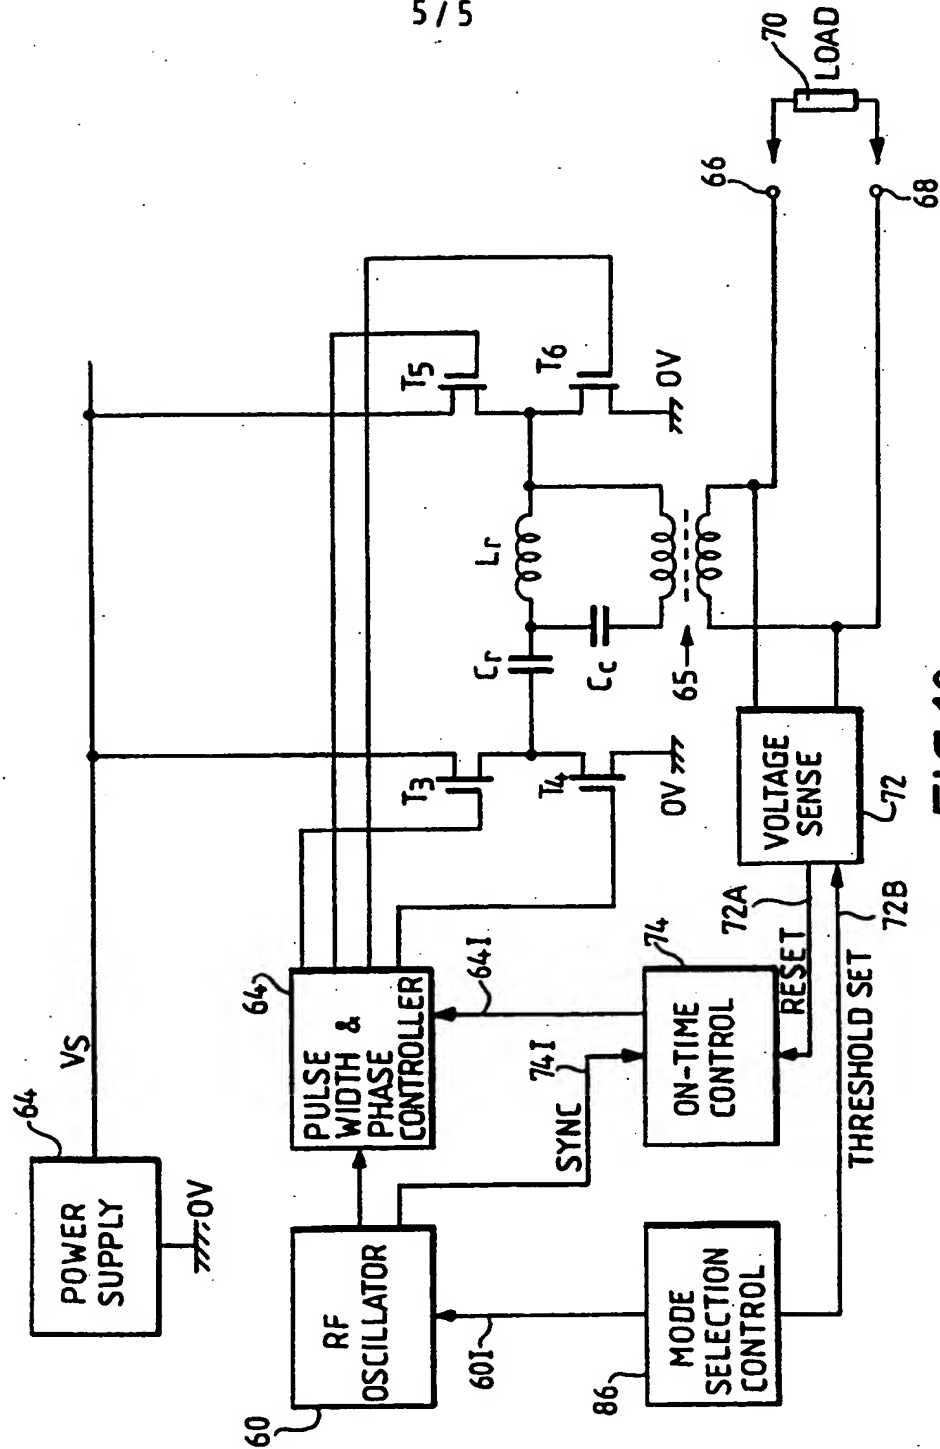 5/5
64
POWER
SUPPLY
0V
VS
60
RF
OSCILLATOR
60I
86
MODE
SELECTION
CONTROL
64
PULSE
WIDTH &
PHASE
CONTROLLER
SYNC
74I
64I
74
ON-TIME
CONTROL
RESET
72A
THRESHOLD SET
72B
VOLTAGE
SENSE
72
T3
T4
0V
Cr
Lr
Cc
65
T5
T6
0V
66
68
70
LOAD